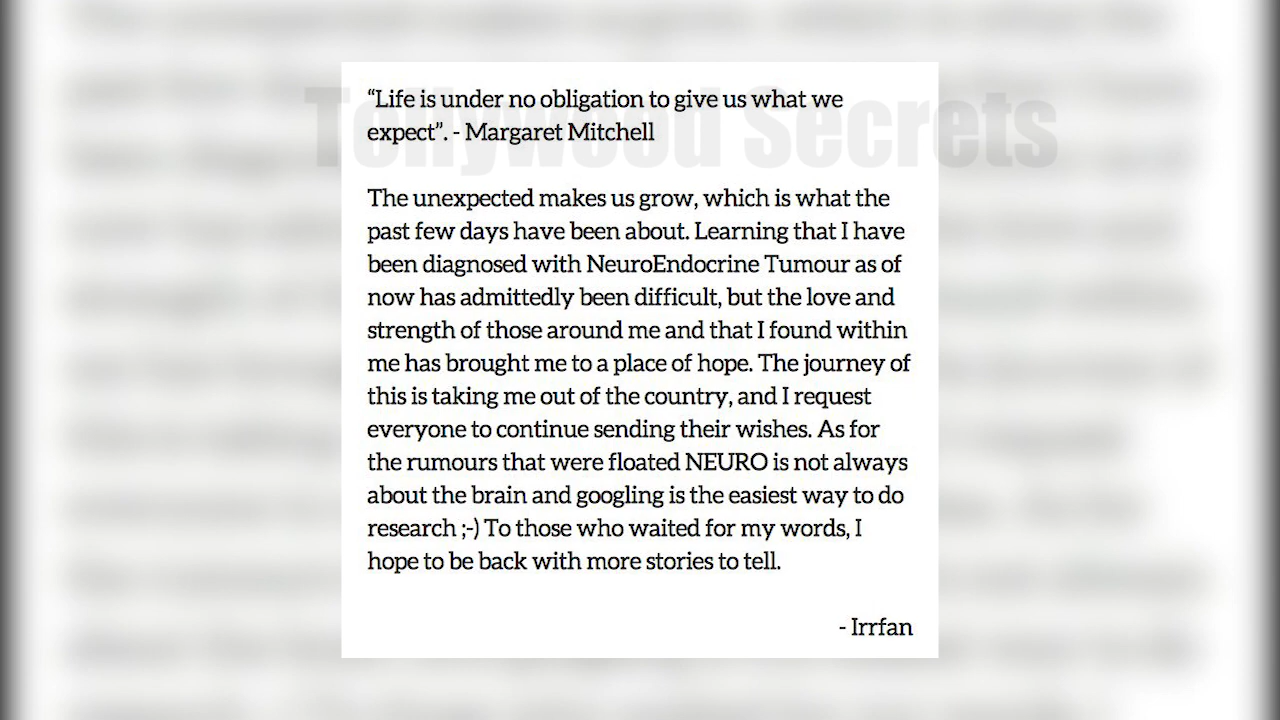 Tollywood Secrets
“Life is under no obligation to give us what we
expect”. - Margaret Mitchell
The unexpected makes us grow, which is what the
past few days have been about. Learning that I have
been diagnosed with NeuroEndocrine Tumour as of
now has admittedly been difficult, but the love and
strength of those around me and that I found within
me has brought me to a place of hope. The journey of
this is taking me out of the country, and I request
everyone to continue sending their wishes. As for
the rumours that were floated NEURO is not always
about the brain and googling is the easiest way to do
research ;-) To those who waited for my words, I
hope to be back with more stories to tell.
- Irrfan